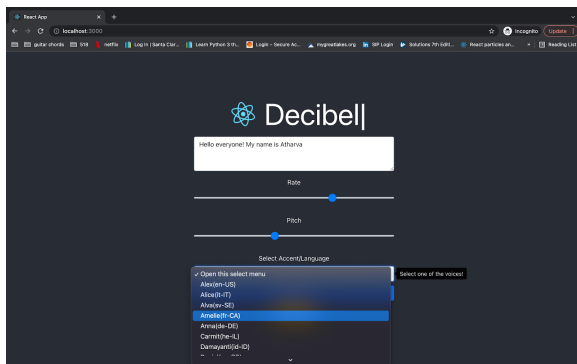 React App
localhost:3000
Incognito
Update
guitar chords
518
netflix
Log In | Santa Clar...
Learn Python 3 th...
Login - Secure Ac...
mygreatlakes.org
SIP Login
Solutions 7th Editi...
React particles an...
Reading List
Decibel|
Hello everyone! My name is Atharva
Rate
Pitch
Select Accent/Language
✓ Open this select menu
Select one of the voices!
Alex(en-US)
Alice(it-IT)
Alva(sv-SE)
Amelie(fr-CA)
Anna(de-DE)
Carmit(he-IL)
Damayanti(id-ID)